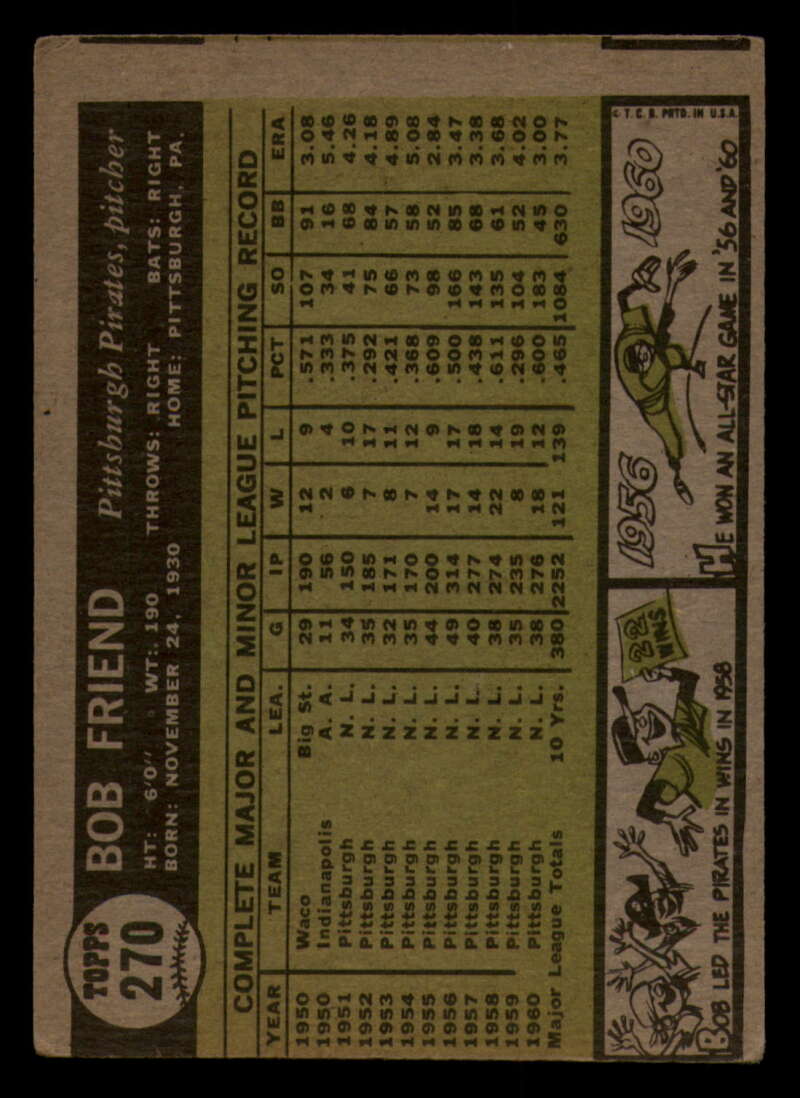 TOPPS
270
BOB FRIEND Pittsburgh Pirates, pitcher
HT: 6'0" WT: 190 THROWS: RIGHT BATS: RIGHT
BORN: NOVEMBER 24, 1930 HOME: PITTSBURGH, PA.
COMPLETE MAJOR AND MINOR LEAGUE PITCHING RECORD
YEAR TEAM LEA. G IP W L PCT SO BB ERA
1950 Waco Big St. 29 190 12 9 .571 107 91 3.08
1950 Indianapolis A. A. 11 56 2 4 .333 34 16 5.46
1951 Pittsburgh N. L. 34 150 6 10 .375 41 68 4.26
1952 Pittsburgh N. L. 35 185 7 17 .292 75 84 4.18
1953 Pittsburgh N. L. 32 171 8 11 .421 66 57 4.89
1954 Pittsburgh N. L. 35 170 7 12 .368 73 58 5.08
1955 Pittsburgh N. L. 44 200 14 9 .609 98 52 2.84
1956 Pittsburgh N. L. 49 314 17 17 .500 166 85 3.47
1957 Pittsburgh N. L. 40 277 14 18 .438 143 68 3.38
1958 Pittsburgh N. L. 38 274 22 14 .611 135 61 3.68
1959 Pittsburgh N. L. 35 235 8 19 .296 104 52 4.02
1960 Pittsburgh N. L. 38 276 18 12 .600 183 45 3.00
Major League Totals 10 Yrs. 380 2252 121 139 .465 1084 630 3.77
22
WINS
BOB LED THE PIRATES IN WINS IN 1958
1956 1960
HE WON AN ALL-STAR GAME IN '56 AND '60
© T. C. G. PRTD. IN U.S.A.